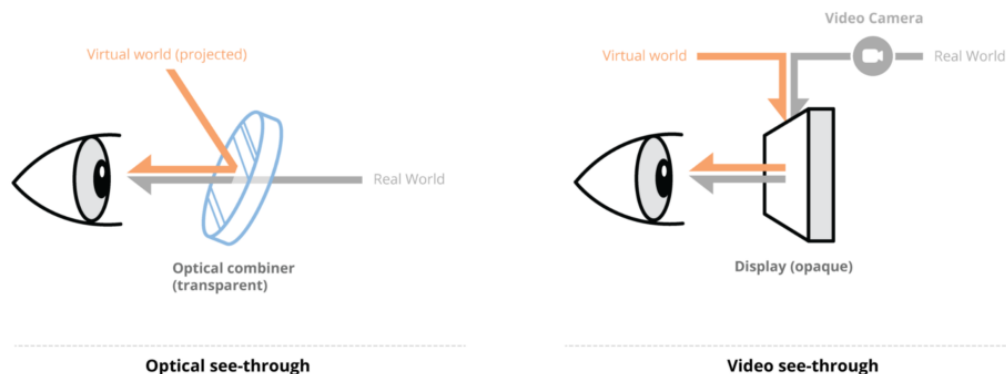 Virtual world (projected)
Real World
Optical combiner
(transparent)
Optical see-through
Video Camera
Virtual world
Real World
Display (opaque)
Video see-through